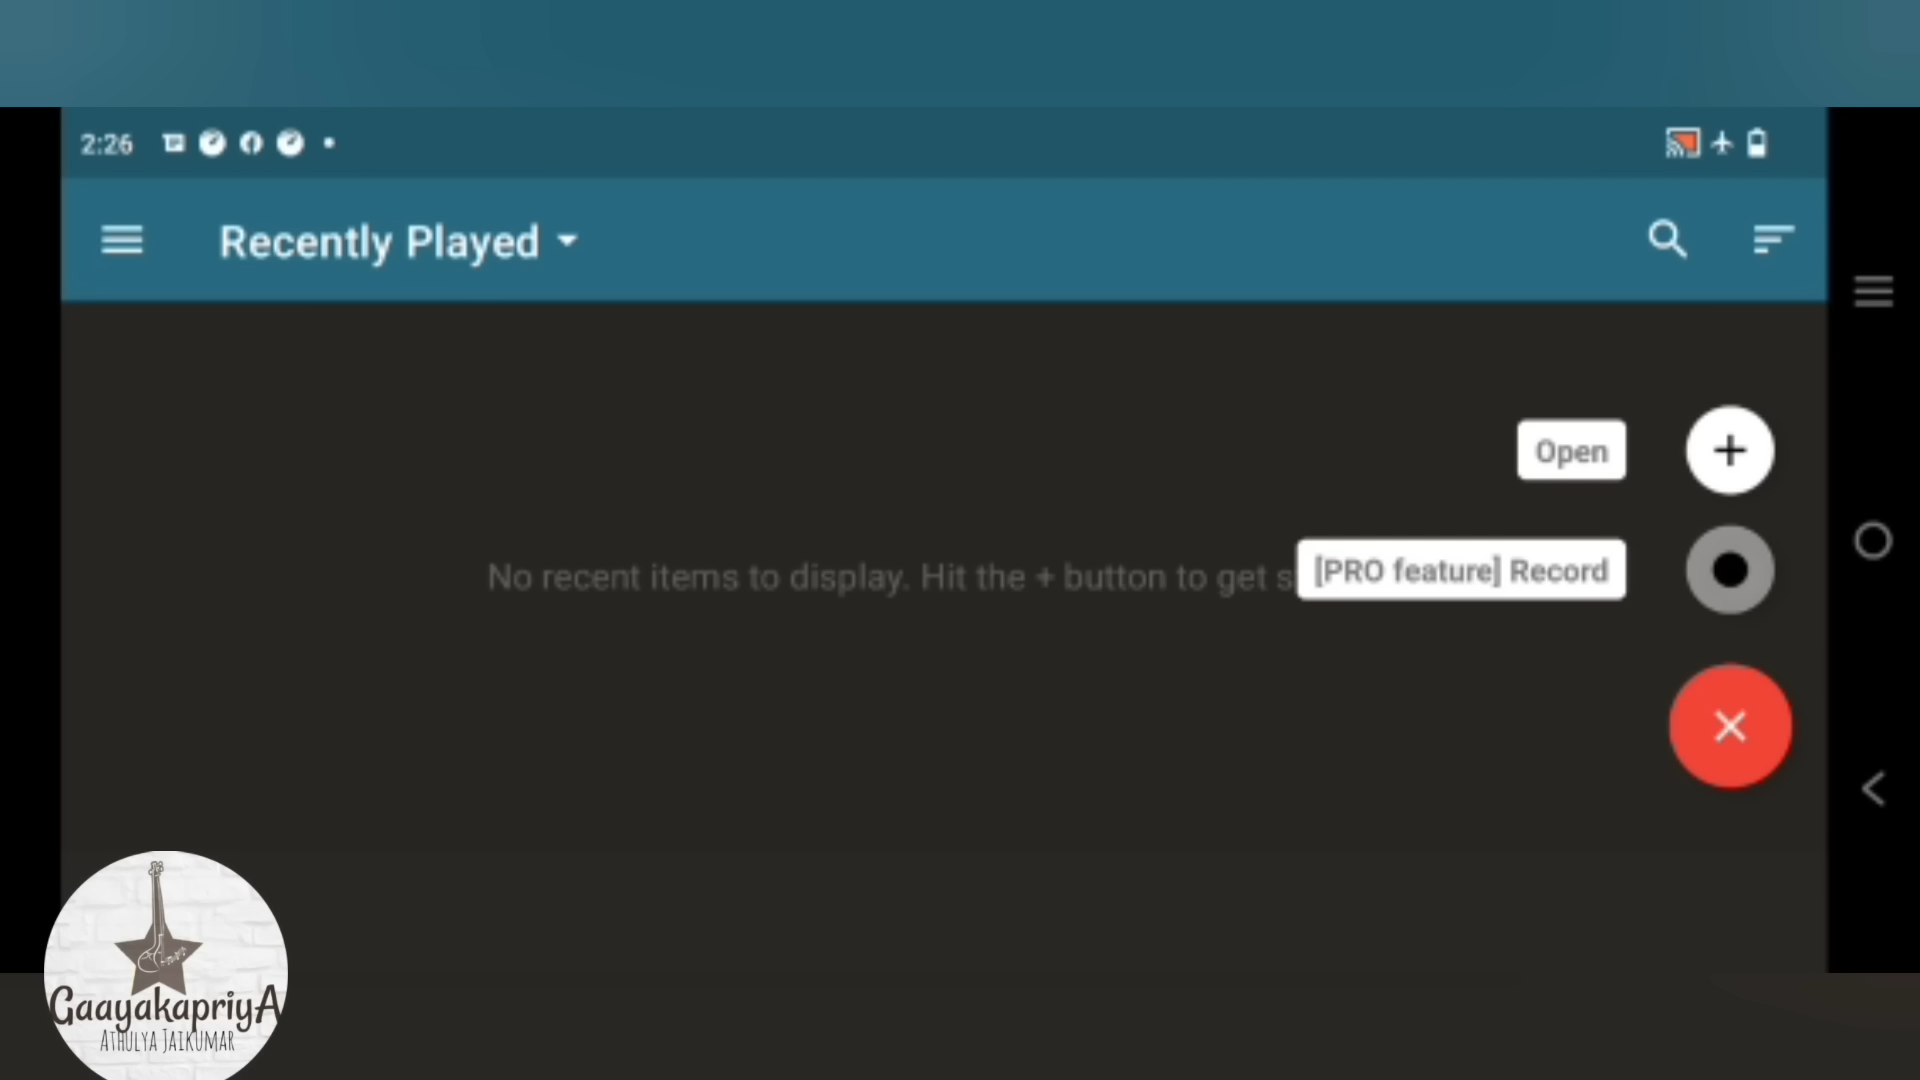 2:26
Recently Played
Open
No recent items to display. Hit the + button to get s
[PRO feature] Record
GaayakapriyA
ATHULYA JAIKUMAR